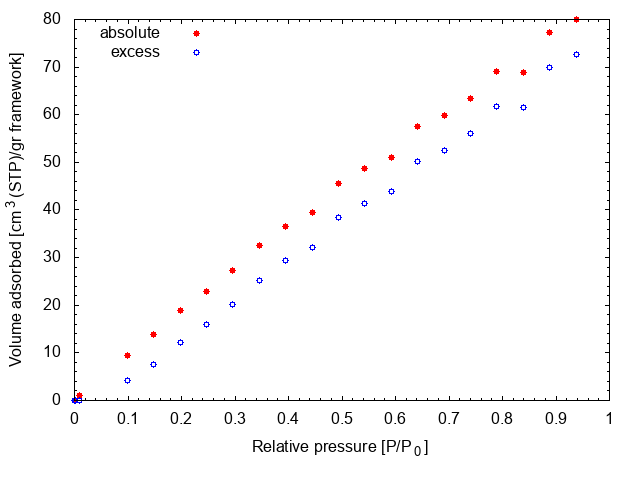 absolute
excess
Volume adsorbed [cm³(STP)/gr framework]
80
70
60
50
40
30
20
10
0
0 0.1 0.2 0.3 0.4 0.5 0.6 0.7 0.8 0.9 1
Relative pressure [P/P₀]